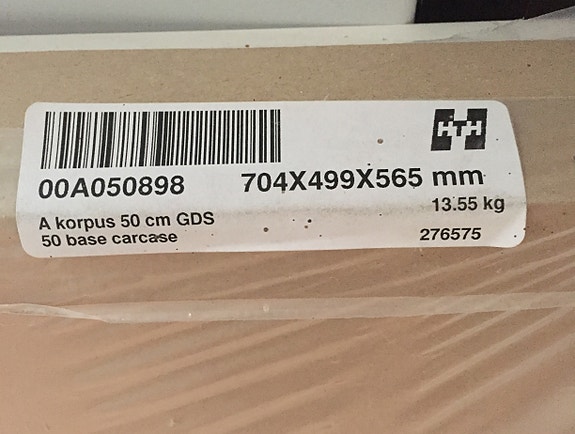 HTH
00A050898 704X499X565 mm
13.55 kg
A korpus 50 cm GDS
50 base carcase 276575